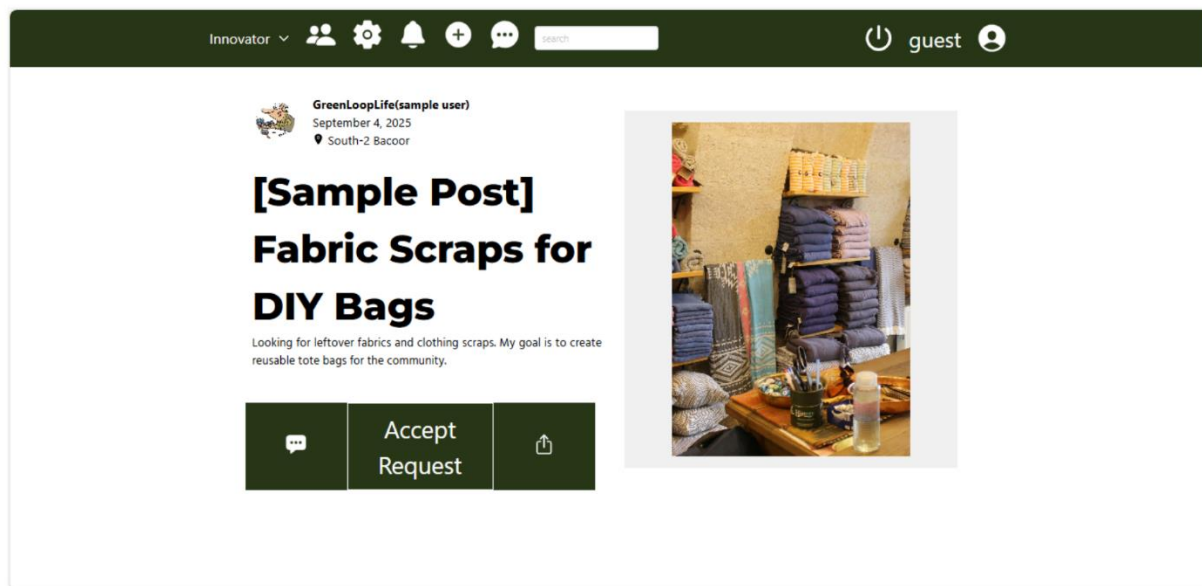 Innovator
search
guest
GreenLoopLife(sample user)
September 4, 2025
South-2 Bacoor
[Sample Post]
Fabric Scraps for
DIY Bags
Looking for leftover fabrics and clothing scraps. My goal is to create
reusable tote bags for the community.
Accept
Request